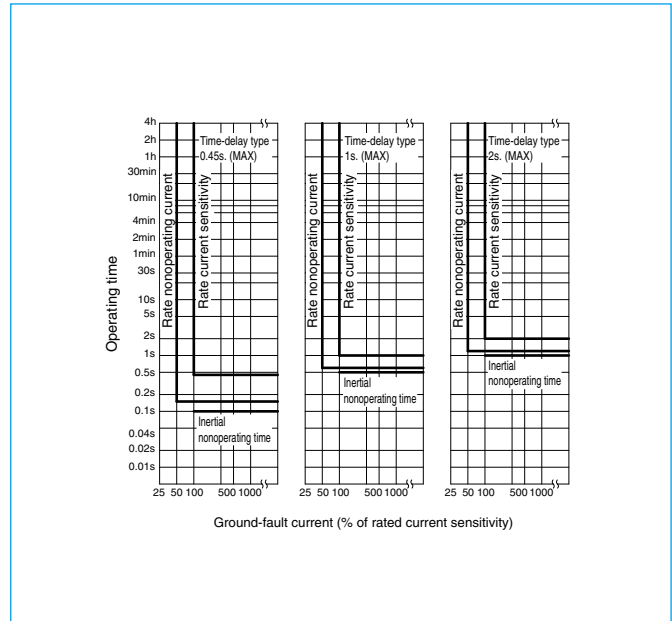 4h
2h
1h
30min
10min
4min
2min
1min
30s
10s
5s
2s
1s
0.5s
0.2s
0.1s
0.04s
0.02s
0.01s
Operating time
Rate nonoperating current
Rate current sensitivity
Time-delay type
0.45s. (MAX)
Inertial
nonoperating time
25 50 100 500 1000
Rate nonoperating current
Rate current sensitivity
Time-delay type
1s. (MAX)
Inertial
nonoperating time
25 50 100 500 1000
Rate nonoperating current
Rate current sensitivity
Time-delay type
2s. (MAX)
Inertial
nonoperating time
25 50 100 500 1000
Ground-fault current (% of rated current sensitivity)